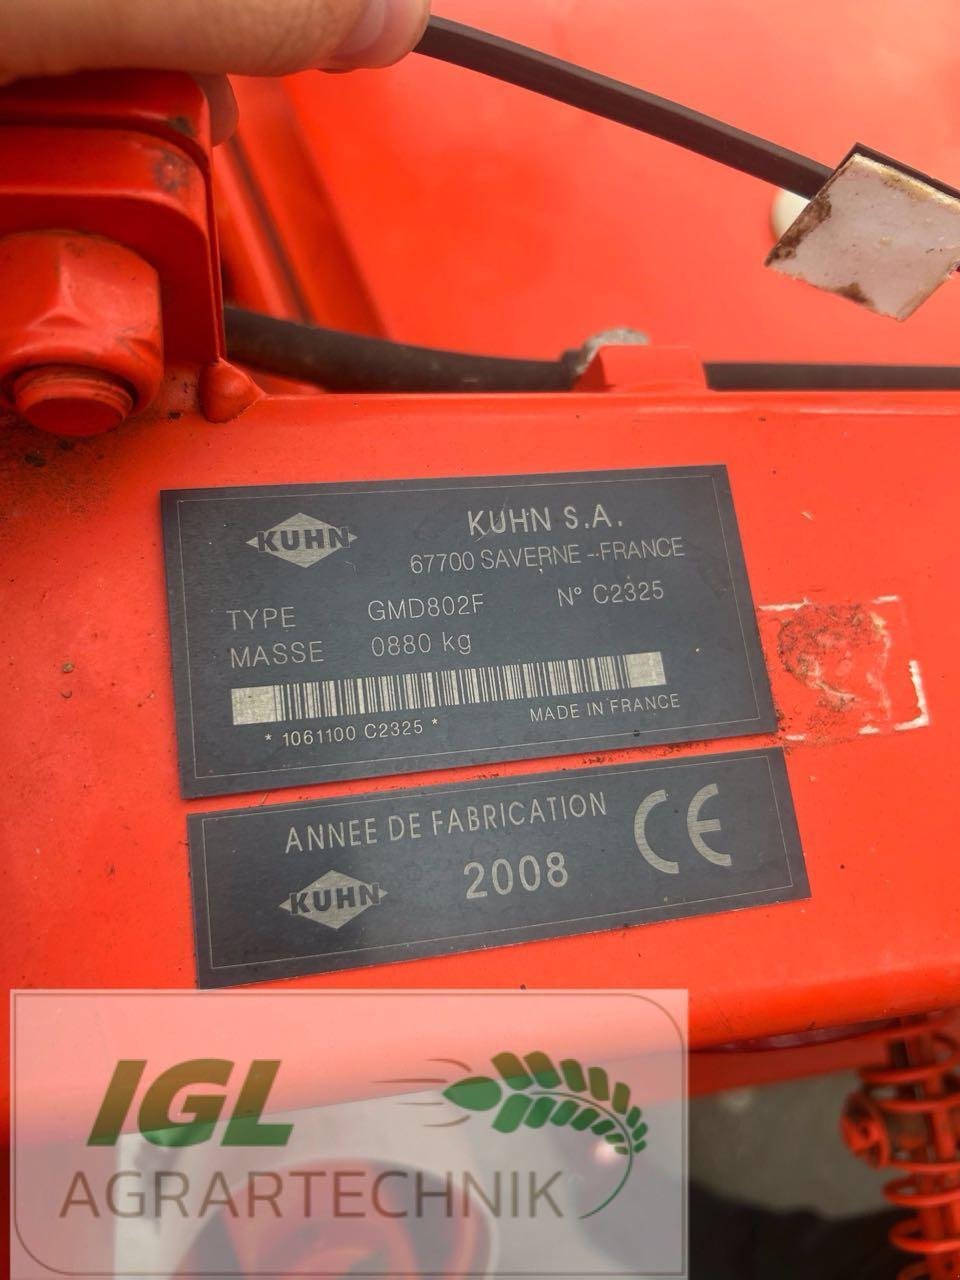 KUHN
KUHN S.A.
67700 SAVERNE - FRANCE
TYPE GMD802F N° C2325
MASSE 0880 kg
* 1061100 C2325 *
MADE IN FRANCE
ANNEE DE FABRICATION
KUHN
2008
CE
IGL
AGRARTECHNIK